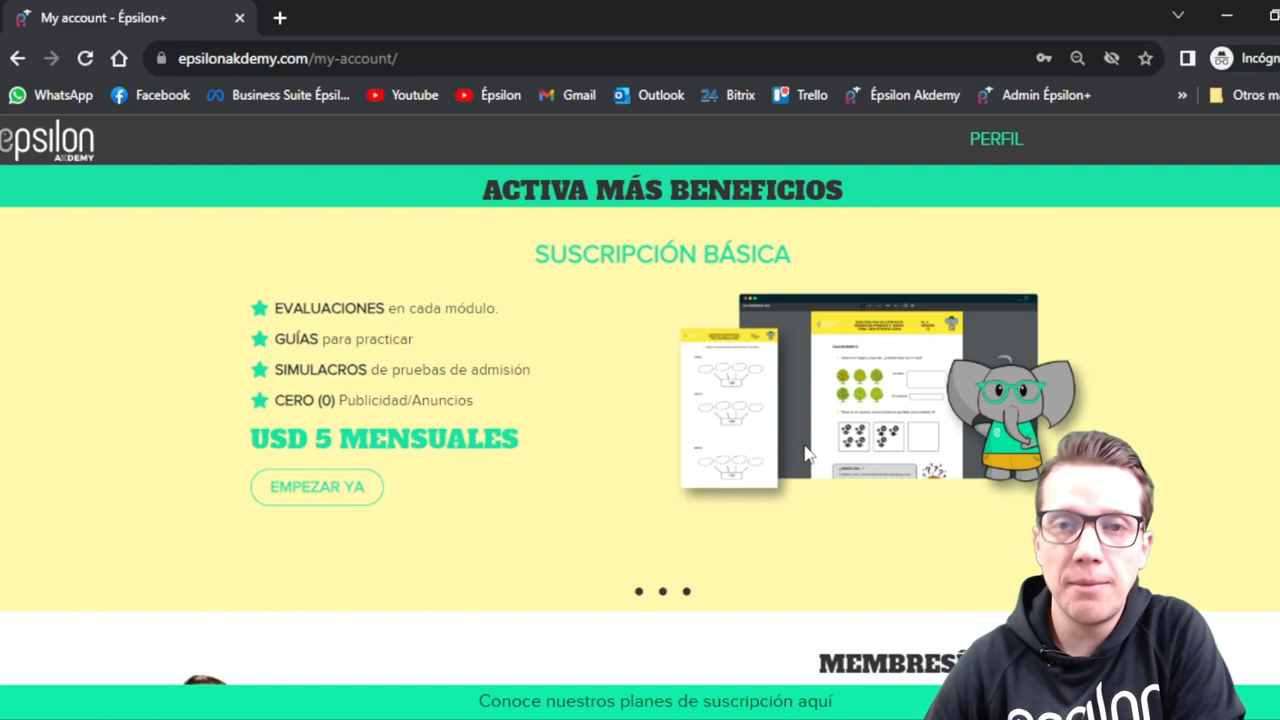 My account - Épsilon+
epsilonakdemy.com/my-account/
Incógn
WhatsApp Facebook Business Suite Épsil... Youtube Épsilon Gmail Outlook 24 Bitrix Trello Épsilon Akdemy Admin Épsilon+ » Otros m
epsilon
AKDEMY
PERFIL
ACTIVA MÁS BENEFICIOS
SUSCRIPCIÓN BÁSICA
EVALUACIONES en cada módulo.
GUÍAS para practicar
SIMULACROS de pruebas de admisión
CERO (0) Publicidad/Anuncios
USD 5 MENSUALES
EMPEZAR YA
MEMBRES
Conoce nuestros planes de suscripción aquí
epsilon